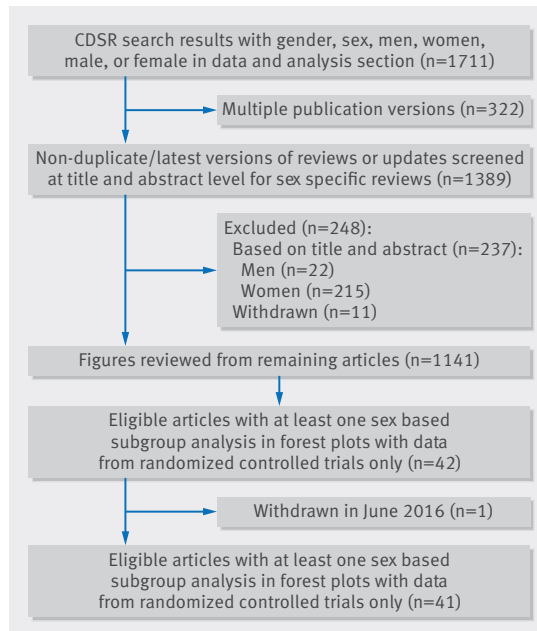 CDSR search results with gender, sex, men, women,
male, or female in data and analysis section (n=1711)
Multiple publication versions (n=322)
Non-duplicate/latest versions of reviews or updates screened
at title and abstract level for sex specific reviews (n=1389)
Excluded (n=248):
Based on title and abstract (n=237):
Men (n=22)
Women (n=215)
Withdrawn (n=11)
Figures reviewed from remaining articles (n=1141)
Eligible articles with at least one sex based
subgroup analysis in forest plots with data
from randomized controlled trials only (n=42)
Withdrawn in June 2016 (n=1)
Eligible articles with at least one sex based
subgroup analysis in forest plots with data
from randomized controlled trials only (n=41)